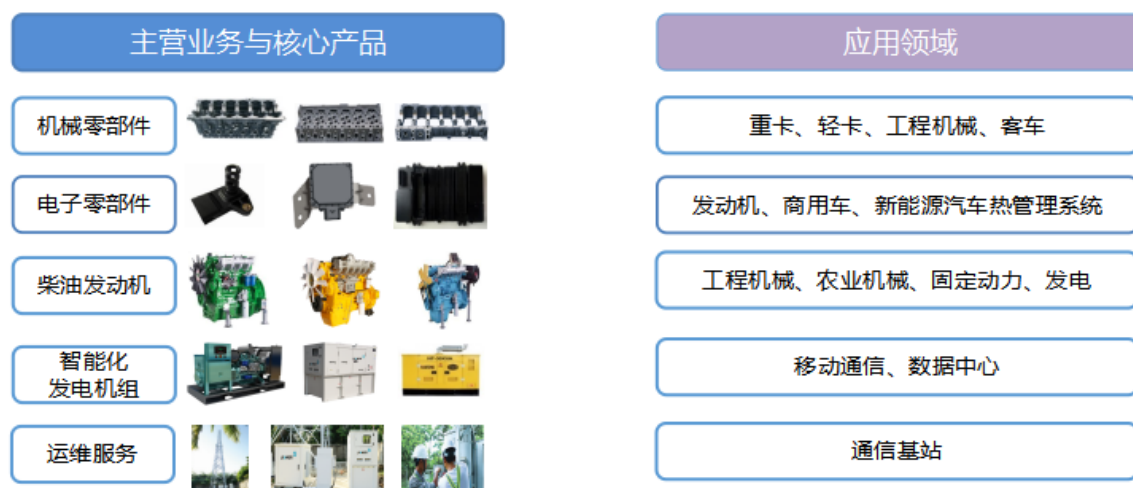 主营业务与核心产品
应用领域
机械零部件
重卡、轻卡、工程机械、客车
电子零部件
发动机、商用车、新能源汽车热管理系统
柴油发动机
工程机械、农业机械、固定动力、发电
智能化
发电机组
移动通信、数据中心
运维服务
通信基站